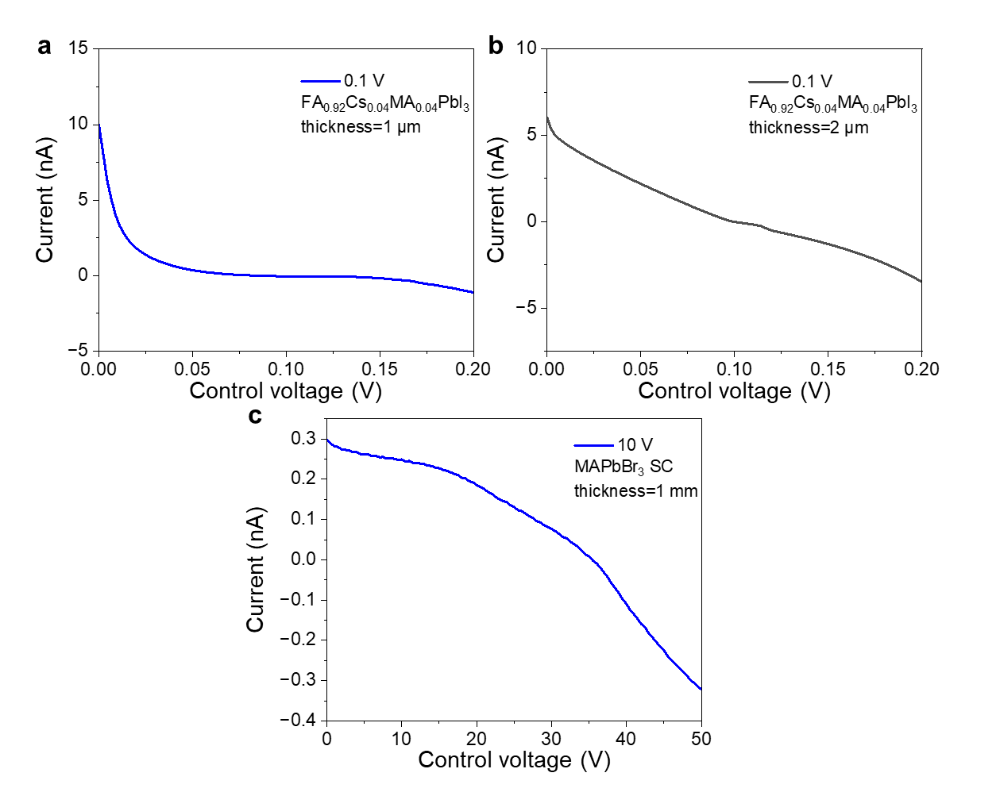 a
15
10
5
0
−5
Current (nA)
0.1 V
FA₀.₉₂Cs₀.₀₄MA₀.₀₄PbI₃
thickness=1 μm
0.00 0.05 0.10 0.15 0.20
Control voltage (V)
b
10
5
0
−5
Current (nA)
0.1 V
FA₀.₉₂Cs₀.₀₄MA₀.₀₄PbI₃
thickness=2 μm
0.00 0.05 0.10 0.15 0.20
Control voltage (V)
c
0.3
0.2
0.1
0.0
−0.1
−0.2
−0.3
−0.4
Current (nA)
10 V
MAPbBr₃ SC
thickness=1 mm
0 10 20 30 40 50
Control voltage (V)